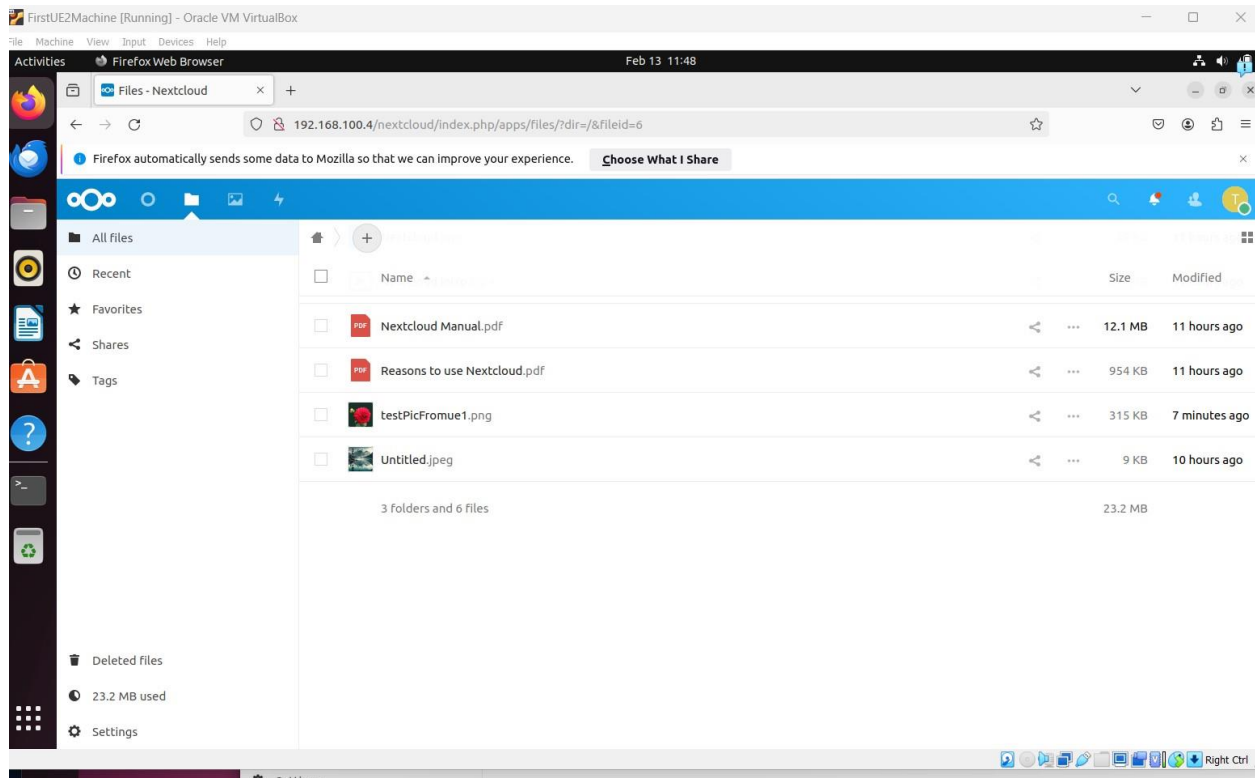 FirstUE2Machine [Running] - Oracle VM VirtualBox
File Machine View Input Devices Help
Activities Firefox Web Browser Feb 13 11:48
Files - Nextcloud
192.168.100.4/nextcloud/index.php/apps/files/?dir=/&fileid=6
Firefox automatically sends some data to Mozilla so that we can improve your experience. Choose What I Share
T
All files
Recent
Name Size Modified
Favorites
PDF Nextcloud Manual.pdf 12.1 MB 11 hours ago
Shares
PDF Reasons to use Nextcloud.pdf 954 KB 11 hours ago
Tags
testPicFromue1.png 315 KB 7 minutes ago
Untitled.jpeg 9 KB 10 hours ago
3 folders and 6 files 23.2 MB
Deleted files
23.2 MB used
Settings
Right Ctrl